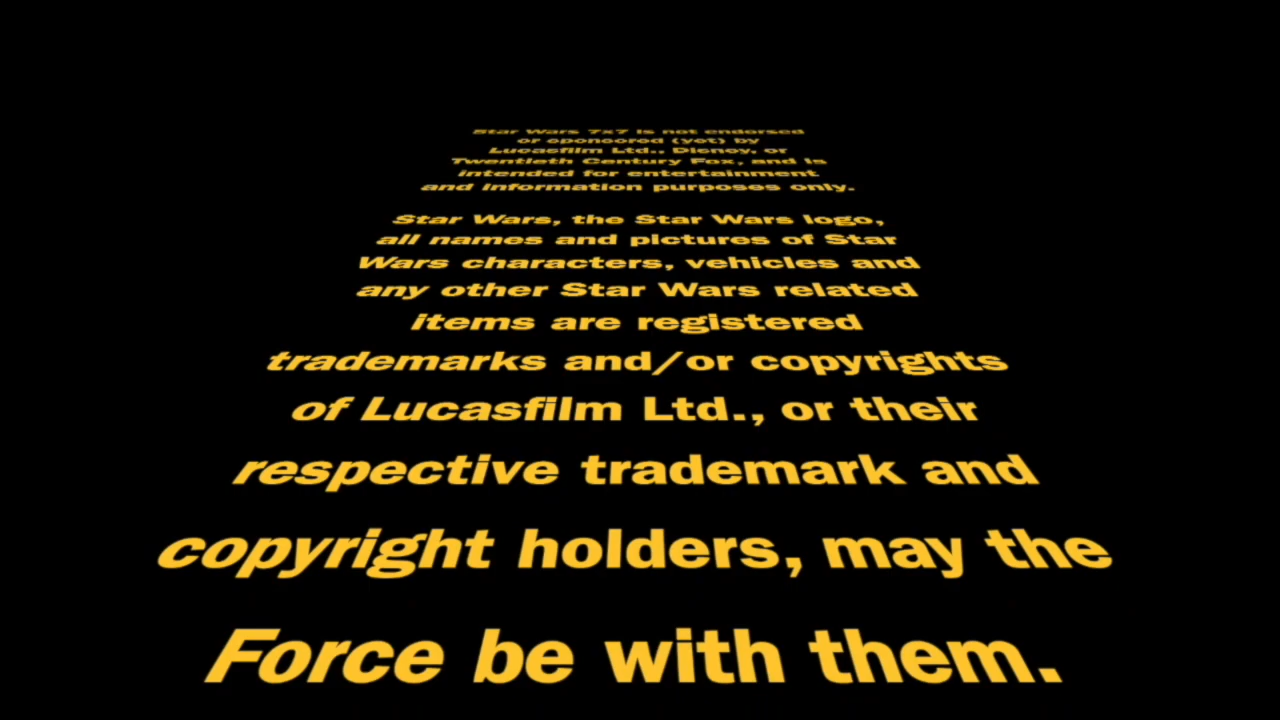 Star Wars 7x7 is not endorsed
or sponsored (yet) by
Lucasfilm Ltd., Disney, or
Twentieth Century Fox, and is
intended for entertainment
and information purposes only.
Star Wars, the Star Wars logo,
all names and pictures of Star
Wars characters, vehicles and
any other Star Wars related
items are registered
trademarks and/or copyrights
of Lucasfilm Ltd., or their
respective trademark and
copyright holders, may the
Force be with them.